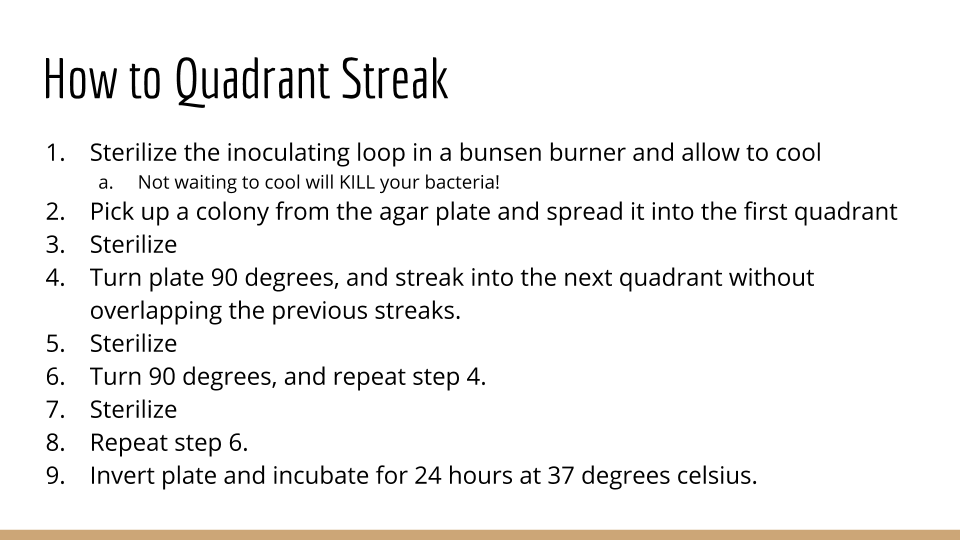 How to Quadrant Streak
1. Sterilize the inoculating loop in a bunsen burner and allow to cool
a. Not waiting to cool will KILL your bacteria!
2. Pick up a colony from the agar plate and spread it into the first quadrant
3. Sterilize
4. Turn plate 90 degrees, and streak into the next quadrant without
overlapping the previous streaks.
5. Sterilize
6. Turn 90 degrees, and repeat step 4.
7. Sterilize
8. Repeat step 6.
9. Invert plate and incubate for 24 hours at 37 degrees celsius.